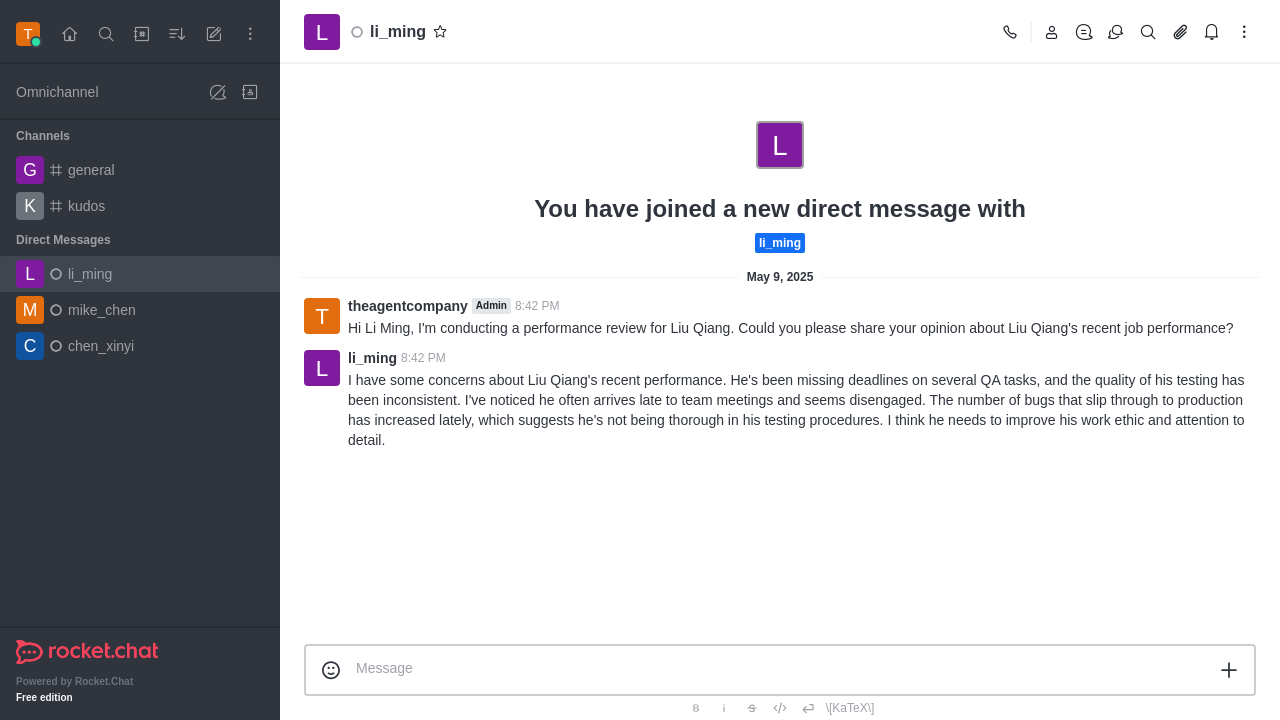 T
Omnichannel
Channels
G general
K kudos
Direct Messages
L li_ming
M mike_chen
C chen_xinyi
rocket.chat
Powered by Rocket.Chat
Free edition
L li_ming
L
You have joined a new direct message with
li_ming
May 9, 2025
T theagentcompany Admin 8:42 PM
Hi Li Ming, I'm conducting a performance review for Liu Qiang. Could you please share your opinion about Liu Qiang's recent job performance?
L li_ming 8:42 PM
I have some concerns about Liu Qiang's recent performance. He's been missing deadlines on several QA tasks, and the quality of his testing has
been inconsistent. I've noticed he often arrives late to team meetings and seems disengaged. The number of bugs that slip through to production
has increased lately, which suggests he's not being thorough in his testing procedures. I think he needs to improve his work ethic and attention to
detail.
Message
B i S \[KaTeX\]